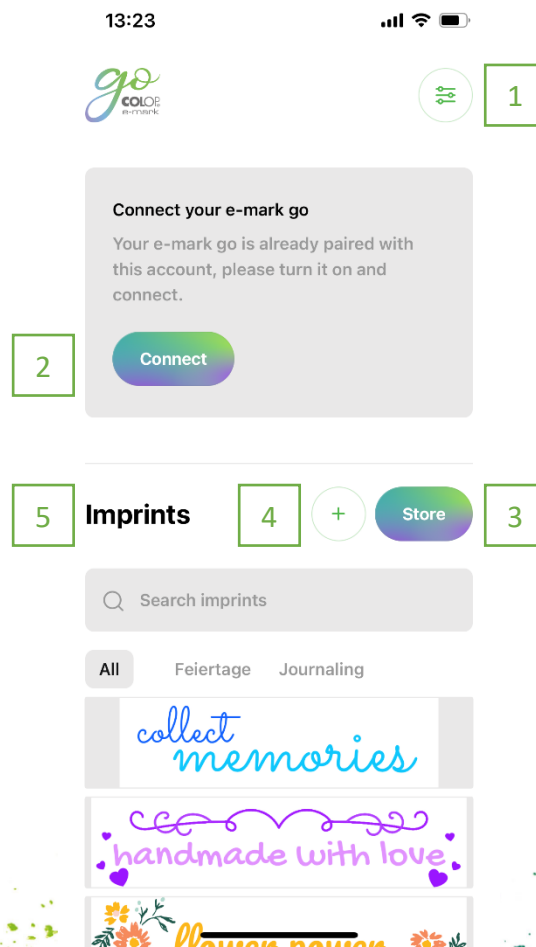 13:23
go
COLOP
e-mark
1
Connect your e-mark go
Your e-mark go is already paired with
this account, please turn it on and
connect.
2
Connect
5
Imprints
4
+
Store
3
Search imprints
All Feiertage Journaling
collect
memories
handmade with love
flower power